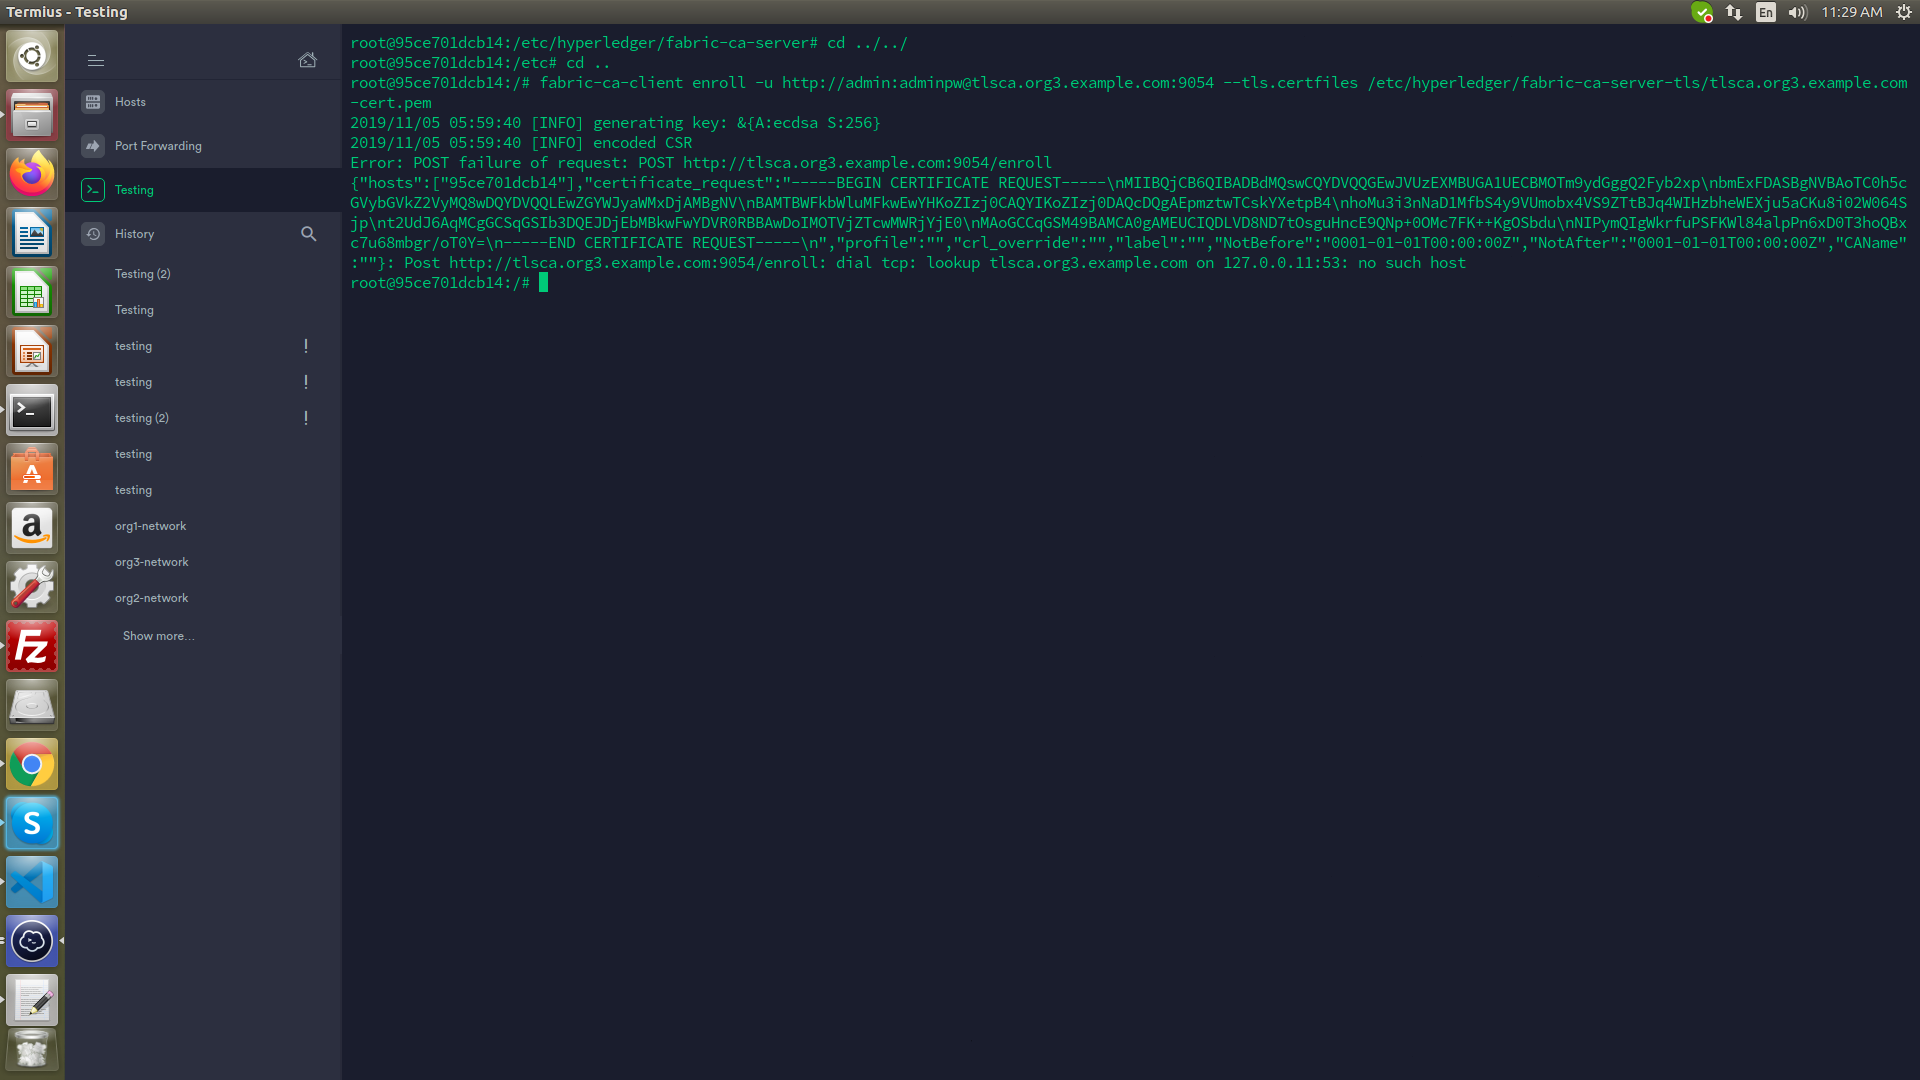 Termius - Testing
En
11:29 AM
Hosts
Port Forwarding
Testing
History
Testing (2)
Testing
testing !
testing !
testing (2) !
testing
testing
org1-network
org3-network
org2-network
Show more...
root@95ce701dcb14:/etc/hyperledger/fabric-ca-server# cd ../../
root@95ce701dcb14:/etc# cd ..
root@95ce701dcb14:/# fabric-ca-client enroll -u http://admin:adminpw@tlsca.org3.example.com:9054 --tls.certfiles /etc/hyperledger/fabric-ca-server-tls/tlsca.org3.example.com
-cert.pem
2019/11/05 05:59:40 [INFO] generating key: &{A:ecdsa S:256}
2019/11/05 05:59:40 [INFO] encoded CSR
Error: POST failure of request: POST http://tlsca.org3.example.com:9054/enroll
{"hosts":["95ce701dcb14"],"certificate_request":"-----BEGIN CERTIFICATE REQUEST-----\nMIIBQjCB6QIBADBdMQswCQYDVQQGEwJVUzEXMBUGA1UECBMOTm9ydGggQ2Fyb2xp\nbmExFDASBgNVBAoTC0h5c
GVybGVkZ2VyMQ8wDQYDVQQLEwZGYWJyaWMxDjAMBgNV\nBAMTBWFkbWluMFkwEwYHKoZIzj0CAQYIKoZIzj0DAQcDQgAEpmztwTCskYXetpB4\nhoMu3i3nNaD1MfbS4y9VUmobx4VS9ZTtBJq4WIHzbheWEXju5aCKu8i02W064S
jp\nt2UdJ6AqMCgGCSqGSIb3DQEJDjEbMBkwFwYDVR0RBBAwDoIMOTVjZTcwMWRjYjE0\nMAoGCCqGSM49BAMCA0gAMEUCIQDLVD8ND7tOsguHncE9QNp+0OMc7FK++KgOSbdu\nNIPymQIgWkrfuPSFKWl84alpPn6xD0T3hoQBx
c7u68mbgr/oT0Y=\n-----END CERTIFICATE REQUEST-----\n","profile":"","crl_override":"","label":"","NotBefore":"0001-01-01T00:00:00Z","NotAfter":"0001-01-01T00:00:00Z","CAName"
:""}: Post http://tlsca.org3.example.com:9054/enroll: dial tcp: lookup tlsca.org3.example.com on 127.0.0.11:53: no such host
root@95ce701dcb14:/#